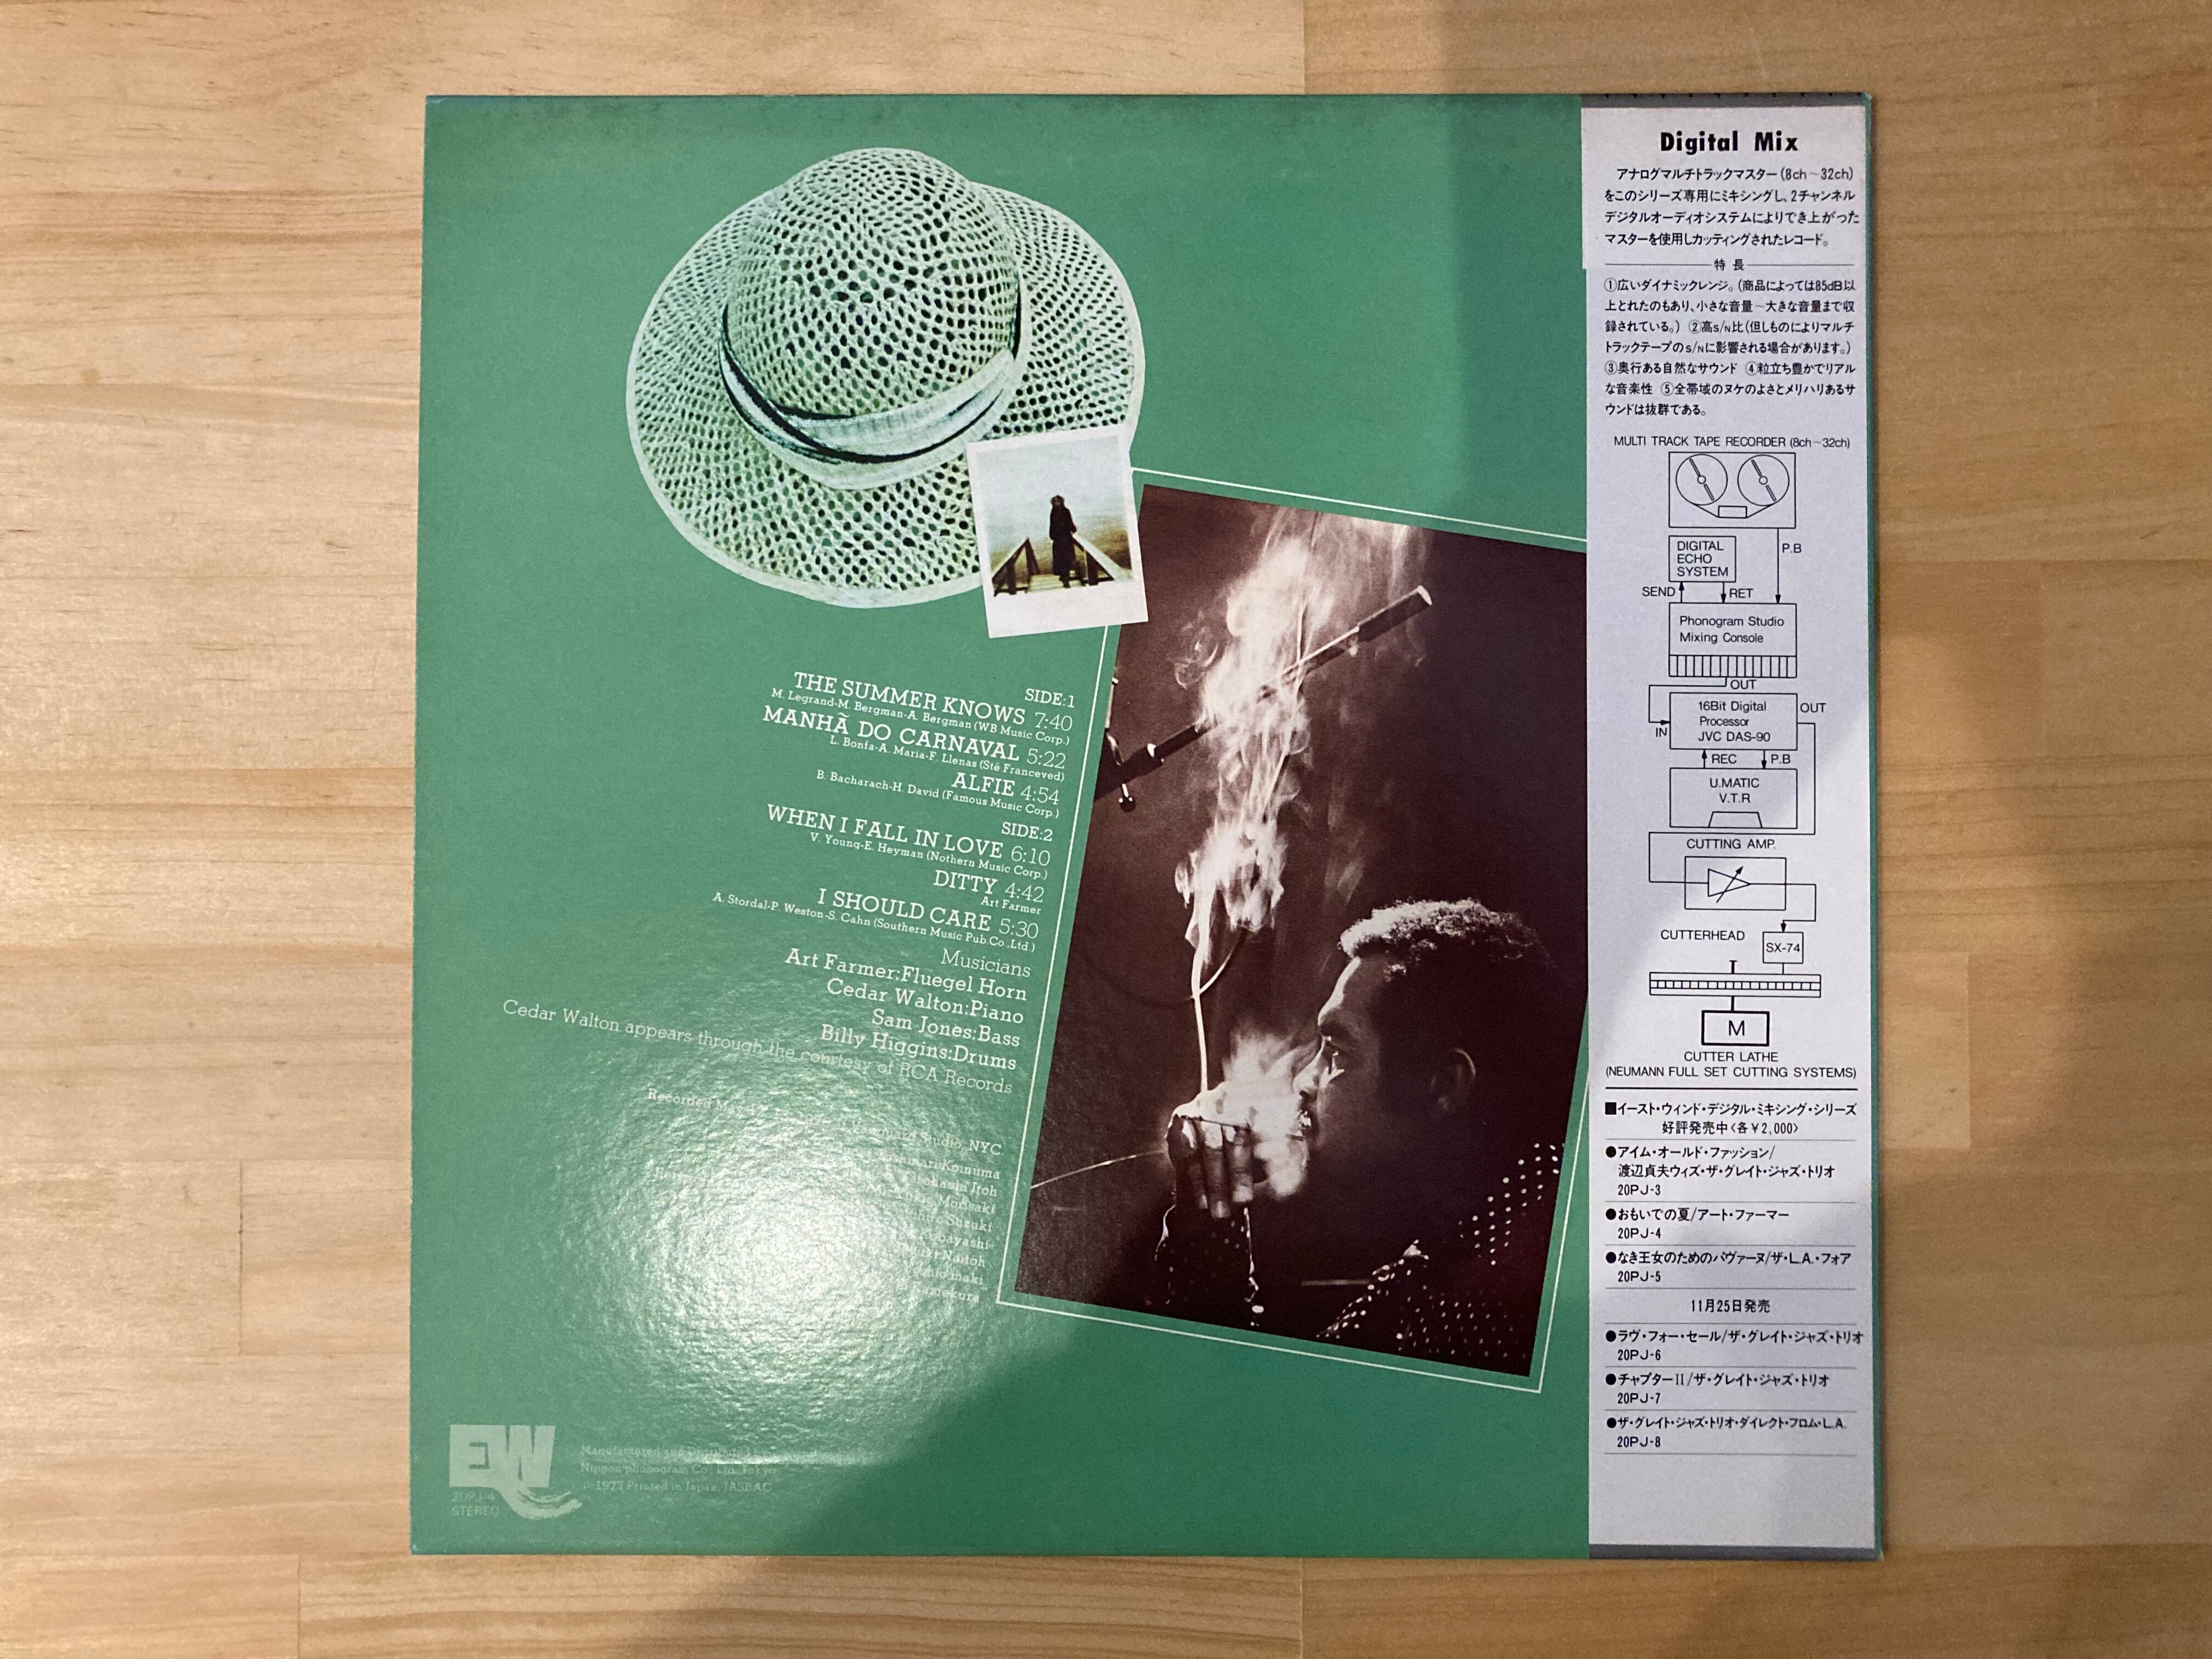 SIDE:1
THE SUMMER KNOWS 7:40
M. Legrand-M. Bergman-A. Bergman (WB Music Corp.)
MANHÃ DO CARNAVAL 5:22
L. Bonfa-A. Maria-F. Llenas (Sté Franceved)
ALFIE 4:54
B. Bacharach-H. David (Famous Music Corp.)
SIDE:2
WHEN I FALL IN LOVE 6:10
V. Young-E. Heyman (Nothern Music Corp.)
DITTY 4:42
Art Farmer
I SHOULD CARE 5:30
A. Stordal-P. Weston-S. Cahn (Southern Music Pub.Co.,Ltd.)
Musicians
Art Farmer:Fluegel Horn
Cedar Walton:Piano
Sam Jones:Bass
Billy Higgins:Drums
Cedar Walton appears through the courtesy of RCA Records
Recorded May Vanguard Studio, NYC
Koinuma
Itoh
Morisaki
Suzuki
Naitoh
EW
20PJ-4
STEREO
Manufactured and Distributed by
Nippon phonogram Co., Ltd. Tokyo
1977 Printed in Japan. JASRAC
Digital Mix
アナログマルチトラックマスター(8ch～32ch)
をこのシリーズ専用にミキシングし、2チャンネル
デジタルオーディオシステムによりでき上がった
マスターを使用しカッティングされたレコード。
特長
①広いダイナミックレンジ。(商品によっては85dB以
上とれたのもあり、小さな音量～大きな音量まで収
録されている。) ②高S/N比(但しものによりマルチ
トラックテープのS/Nに影響される場合があります。)
③奥行ある自然なサウンド ④粒立ち豊かでリアル
な音楽性 ⑤全帯域のヌケのよさとメリハリあるサ
ウンドは抜群である。
MULTI TRACK TAPE RECORDER (8ch～32ch)
DIGITAL
ECHO
SYSTEM
P.B
SEND
RET
Phonogram Studio
Mixing Console
OUT
16Bit Digital
Processor
JVC DAS-90
OUT
IN
REC
P.B
U.MATIC
V.T.R
CUTTING AMP.
CUTTERHEAD
SX-74
M
CUTTER LATHE
(NEUMANN FULL SET CUTTING SYSTEMS)
■イースト・ウィンド・デジタル・ミキシング・シリーズ
好評発売中〈各¥2,000〉
●アイム・オールド・ファッション/
渡辺貞夫ウィズ・ザ・グレイト・ジャズ・トリオ
20PJ-3
●おもいでの夏/アート・ファーマー
20PJ-4
●なき王女のためのパヴァーヌ/ザ・L.A.・フォア
20PJ-5
11月25日発売
●ラヴ・フォー・セール/ザ・グレイト・ジャズ・トリオ
20PJ-6
●チャプターII/ザ・グレイト・ジャズ・トリオ
20PJ-7
●ザ・グレイト・ジャズ・トリオ・ダイレクト・フロム・L.A.
20PJ-8